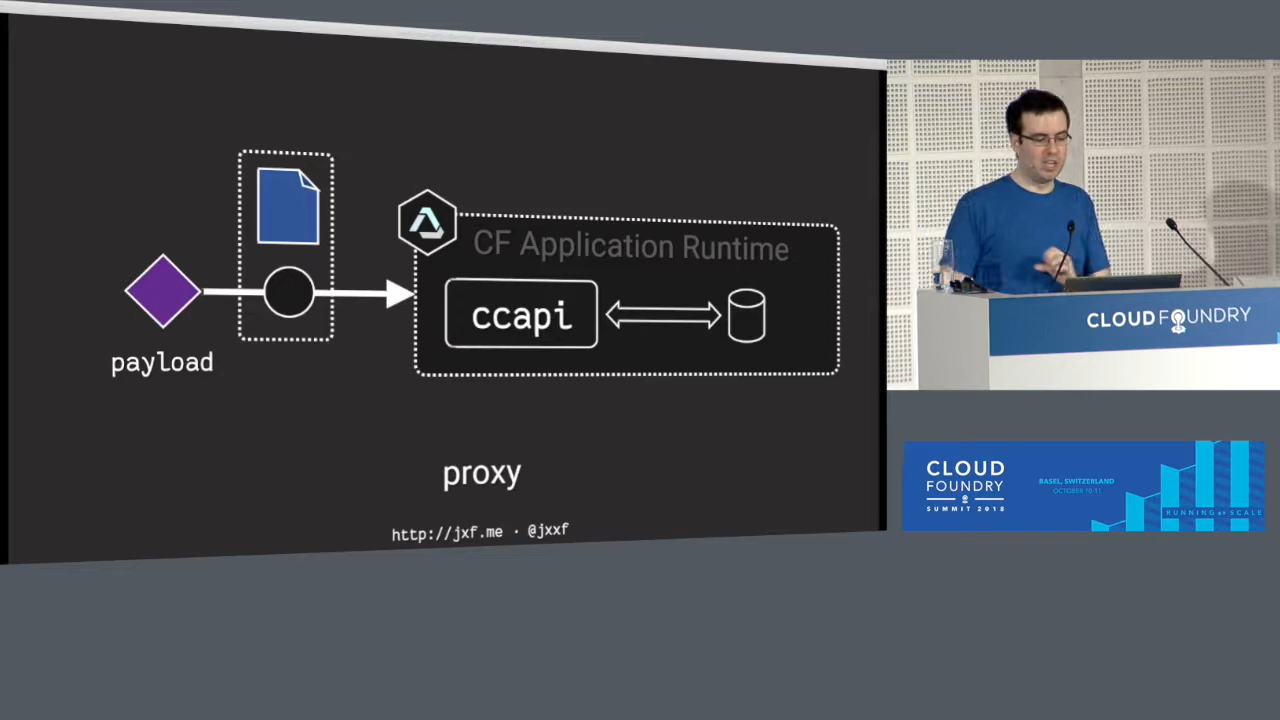 CF Application Runtime
ccapi
payload
proxy
http://jxf.me · @jxxf
CLOUD FOUNDRY
CLOUD
FOUNDRY
SUMMIT 2018
BASEL, SWITZERLAND
OCTOBER 10-11
RUNNING AT SCALE